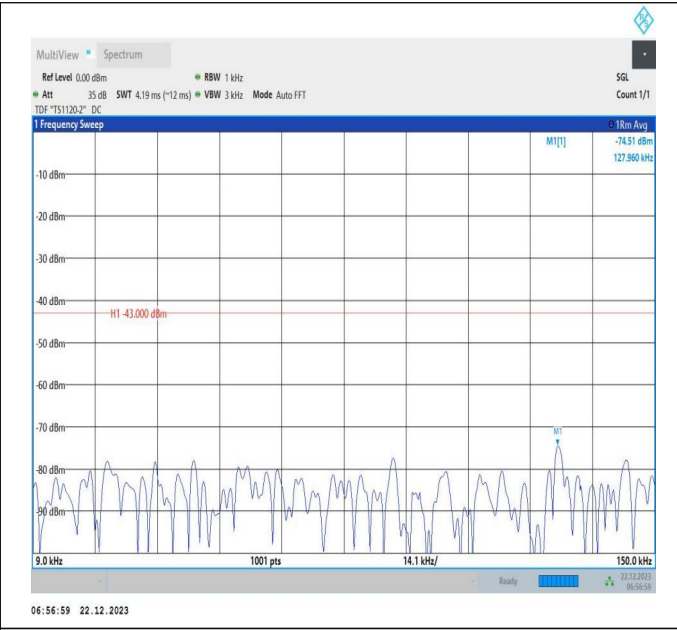 MultiView Spectrum
Ref Level 0.00 dBm RBW 1 kHz SGL
Att 35 dB SWT 4.19 ms (~12 ms) VBW 3 kHz Mode Auto FFT Count 1/1
TDF "TS1120-2" DC
1 Frequency Sweep 1Rm Avg
M1[1] -74.51 dBm
127.960 kHz
-10 dBm
-20 dBm
-30 dBm
-40 dBm
H1 -43.000 dBm
-50 dBm
-60 dBm
-70 dBm
M1
-80 dBm
-90 dBm
9.0 kHz 1001 pts 14.1 kHz/ 150.0 kHz
Ready 22.12.2023
06:56:59
06:56:59 22.12.2023